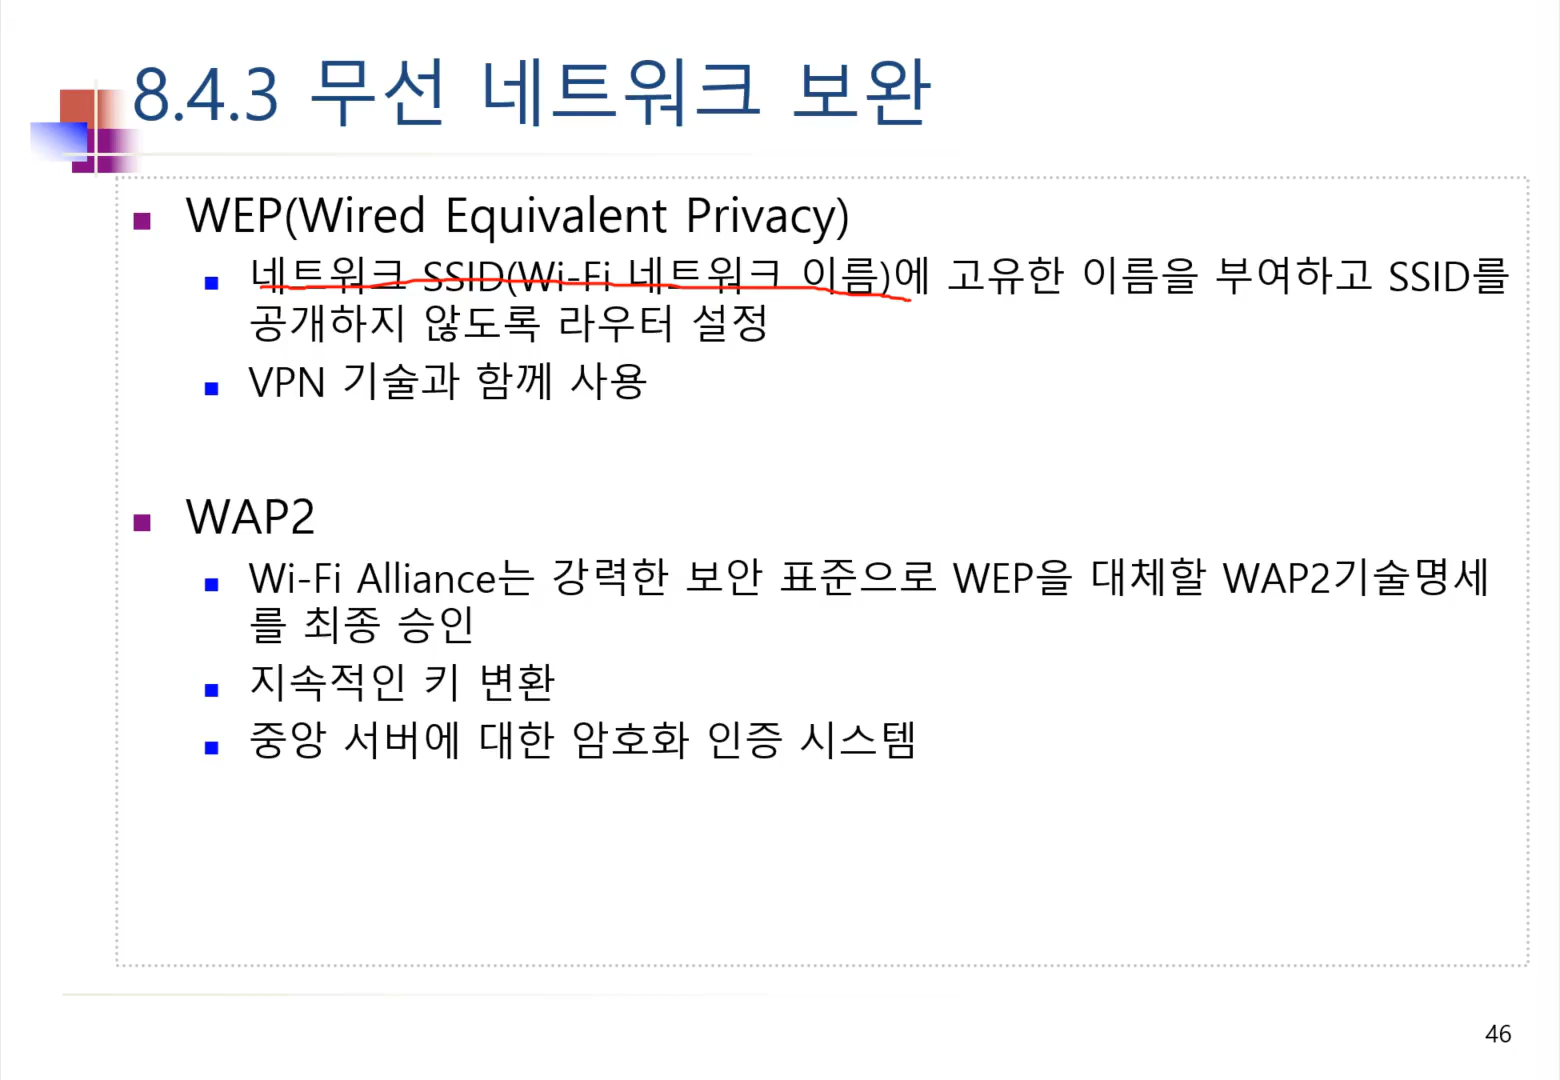 8.4.3 무선 네트워크 보완
WEP(Wired Equivalent Privacy)
네트워크 SSID(Wi-Fi 네트워크 이름)에 고유한 이름을 부여하고 SSID를
공개하지 않도록 라우터 설정
VPN 기술과 함께 사용
WAP2
Wi-Fi Alliance는 강력한 보안 표준으로 WEP을 대체할 WAP2기술명세
를 최종 승인
지속적인 키 변환
중앙 서버에 대한 암호화 인증 시스템
46